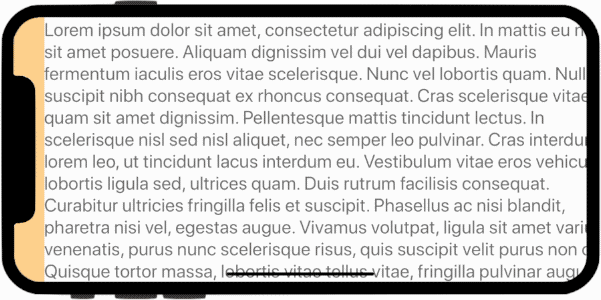 Lorem ipsum dolor sit amet, consectetur adipiscing elit. In mattis eu n
sit amet posuere. Aliquam dignissim vel dui vel dapibus. Mauris
fermentum iaculis eros vitae scelerisque. Nunc vel lobortis quam. Null
suscipit nibh consequat ex rhoncus consequat. Cras scelerisque vitae
quam sit amet dignissim. Pellentesque mattis tincidunt lectus. In
scelerisque nisl sed nisl aliquet, nec semper leo pulvinar. Cras interdu
lorem leo, ut tincidunt lacus interdum eu. Vestibulum vitae eros vehicu
lobortis ligula sed, ultrices quam. Duis rutrum facilisis consequat.
Curabitur ultricies fringilla felis et suscipit. Phasellus ac nisi blandit,
pharetra nisi vel, egestas augue. Vivamus volutpat, ligula sit amet vari
venenatis, purus nunc scelerisque risus, quis suscipit velit purus non
Quisque tortor massa, lobortis vitae tellus vitae, fringilla pulvinar augu